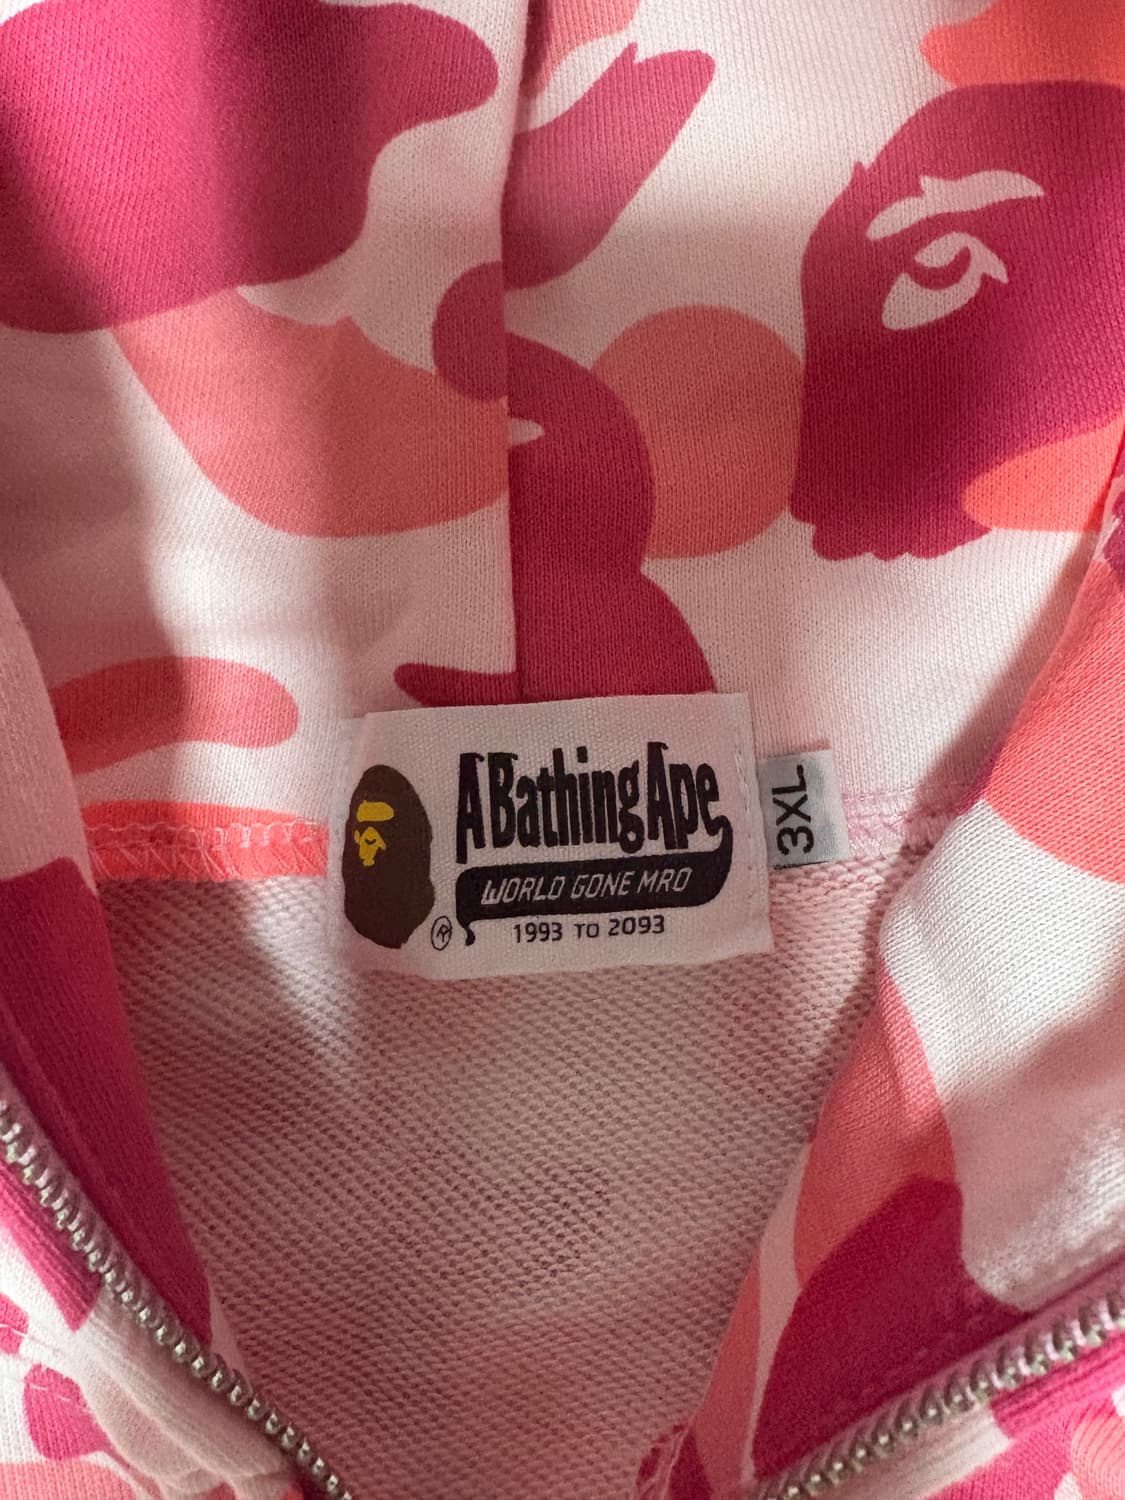 A Bathing Ape
WORLD GONE MAD
1993 TO 2093
®
3XL